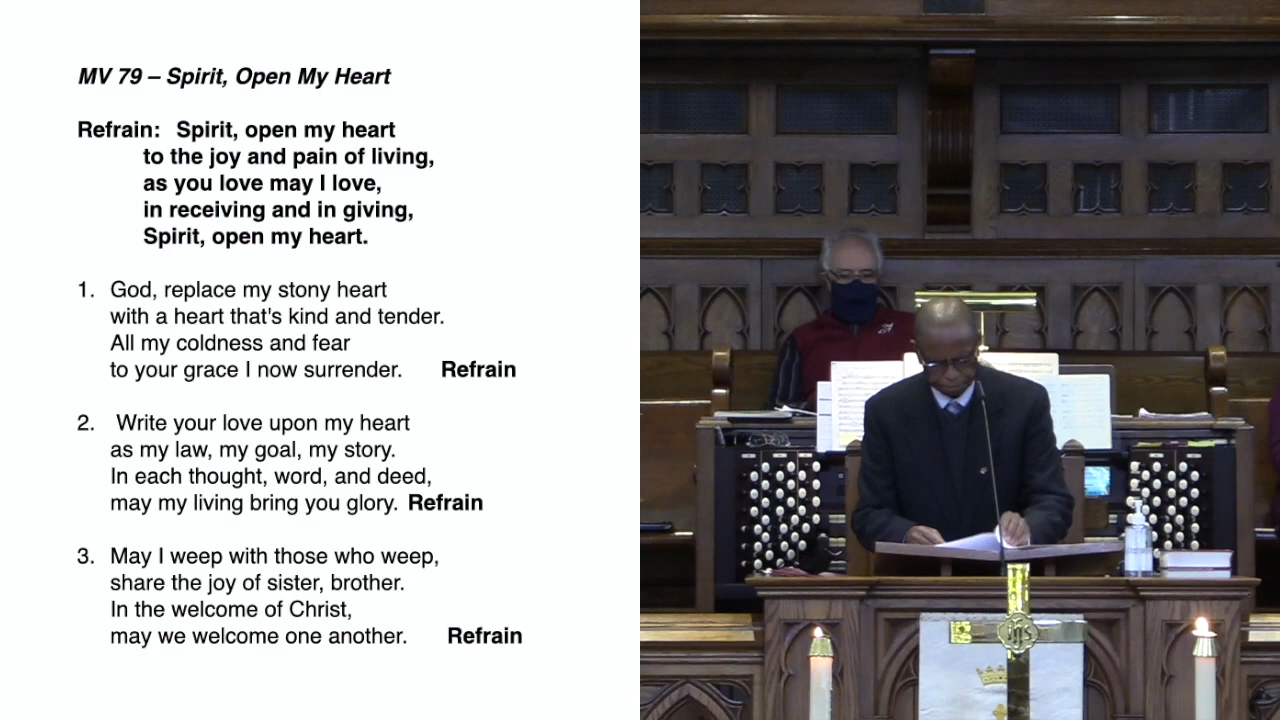 MV 79 – Spirit, Open My Heart
Refrain: Spirit, open my heart
to the joy and pain of living,
as you love may I love,
in receiving and in giving,
Spirit, open my heart.
1. God, replace my stony heart
with a heart that's kind and tender.
All my coldness and fear
to your grace I now surrender. Refrain
2. Write your love upon my heart
as my law, my goal, my story.
In each thought, word, and deed,
may my living bring you glory. Refrain
3. May I weep with those who weep,
share the joy of sister, brother.
In the welcome of Christ,
may we welcome one another. Refrain
IHS